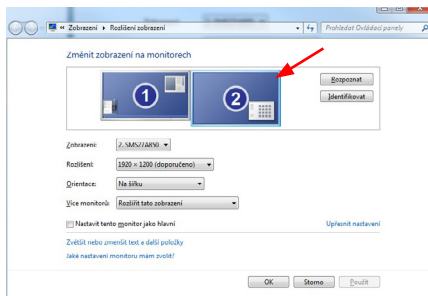 « Zobrazení ▸ Rozlišení zobrazení
Prohledat Ovládací panely
Změnit zobrazení na monitorech
1
2
Rozpoznat
Identifikovat
Zobrazení: 2. SMS27A850
Rozlišení: 1920 × 1200 (doporučeno)
Orientace: Na šířku
Více monitorů: Rozšířit tato zobrazení
Nastavit tento monitor jako hlavní
Upřesnit nastavení
Zvětšit nebo zmenšit text a další položky
Jaké nastavení monitoru mám zvolit?
OK Storno Použít